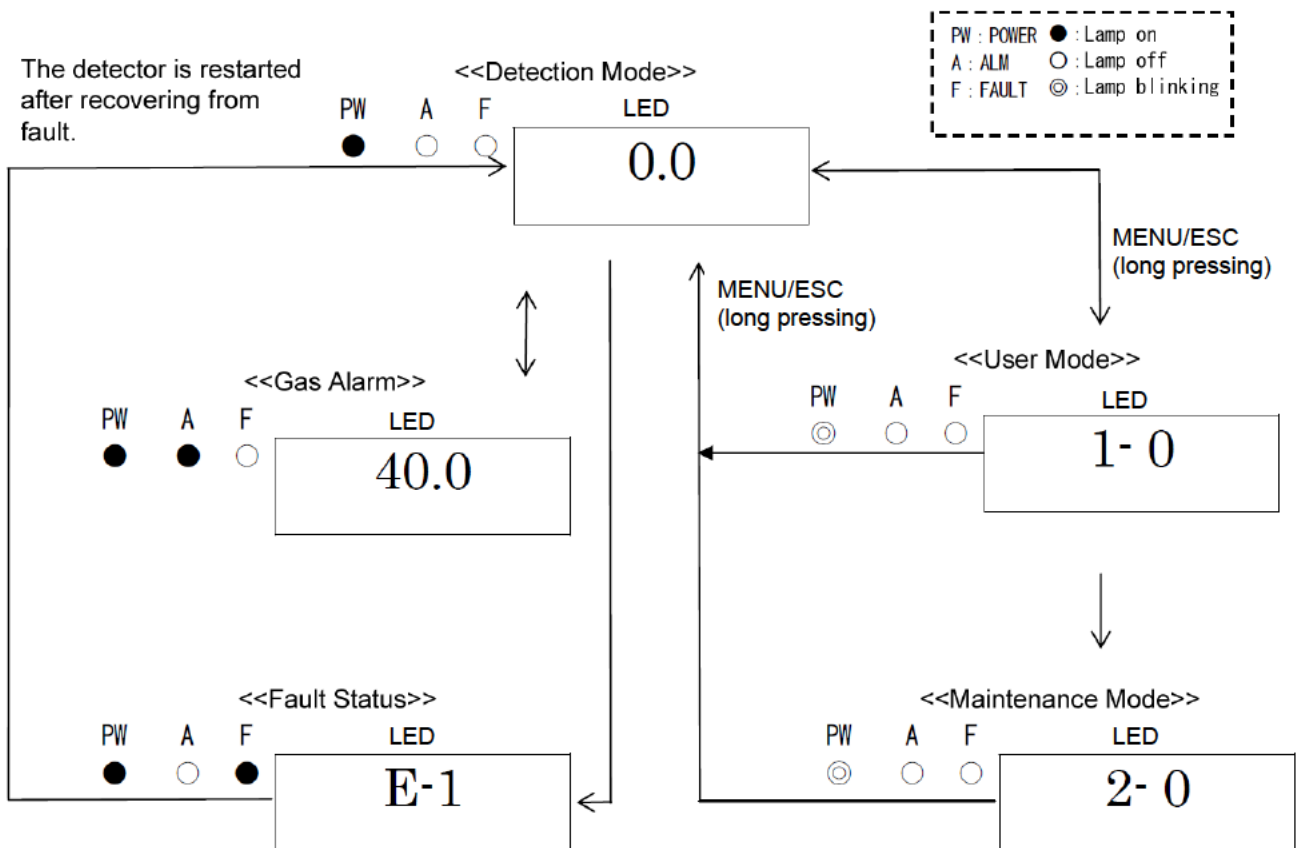 PW : POWER ● : Lamp on
A : ALM ○ : Lamp off
F : FAULT ◎ : Lamp blinking
The detector is restarted
after recovering from
fault.
<<Detection Mode>>
PW A F LED
0.0
MENU/ESC
(long pressing)
MENU/ESC
(long pressing)
<<Gas Alarm>>
PW A F LED
40.0
<<User Mode>>
PW A F LED
1- 0
<<Fault Status>>
PW A F LED
E-1
<<Maintenance Mode>>
PW A F LED
2- 0